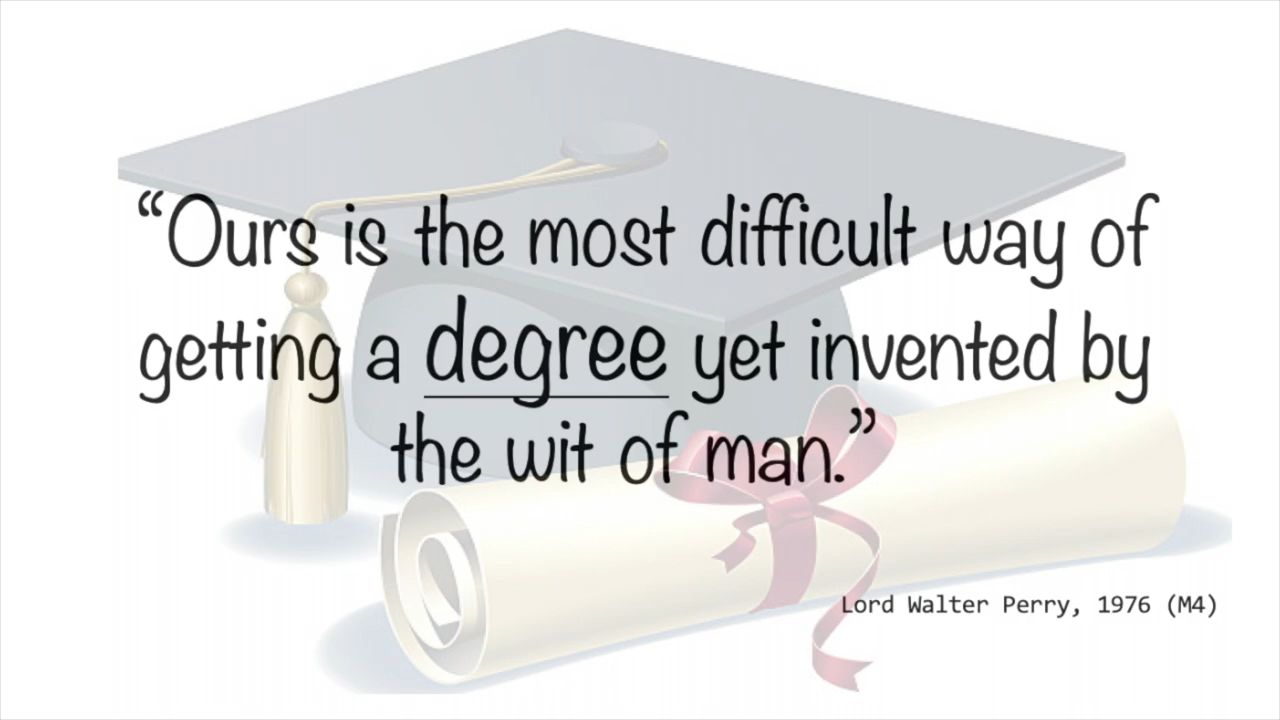 “Ours is the most difficult way of
getting a degree yet invented by
the wit of man.”
Lord Walter Perry, 1976 (M4)